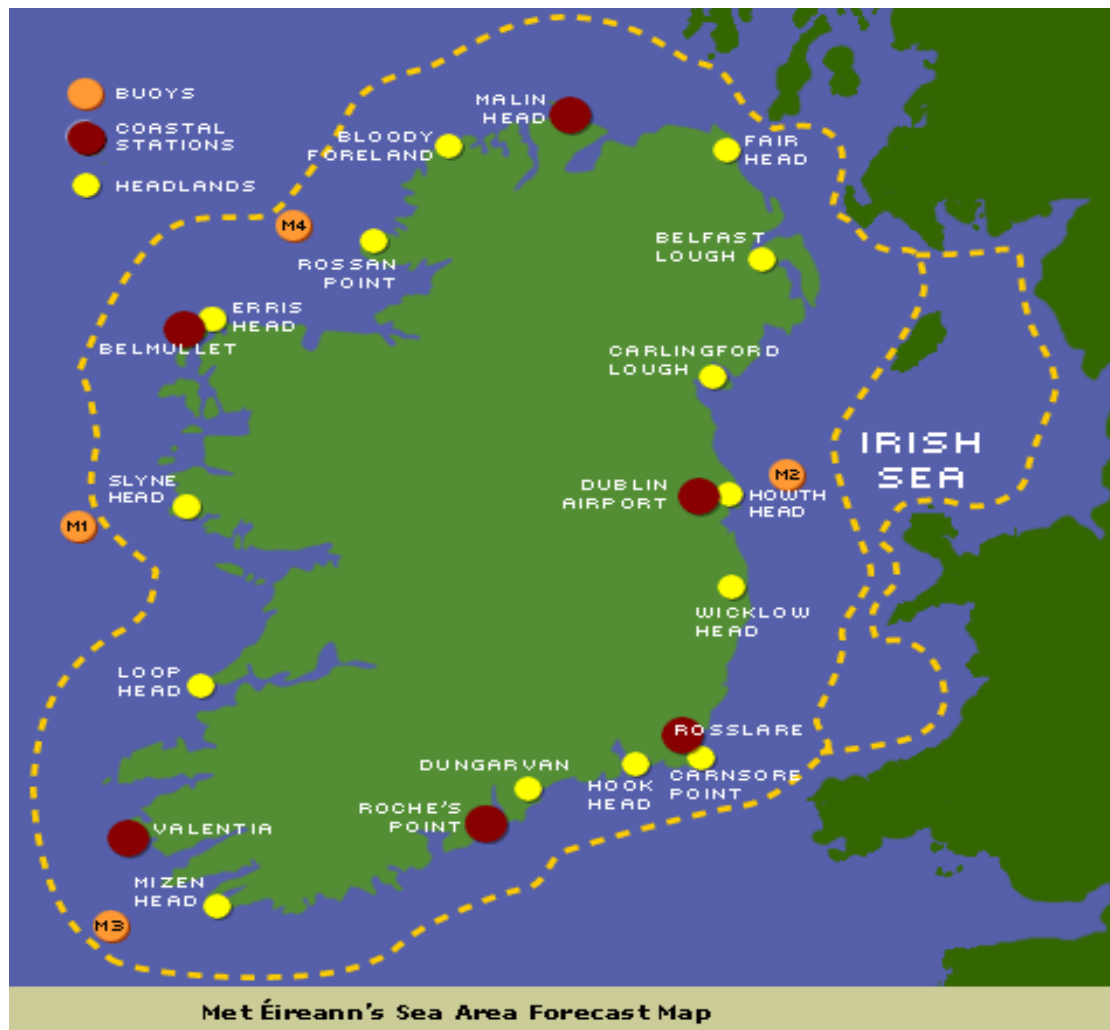 BUOYS
COASTAL
STATIONS
HEADLANDS
MALIN
HEAD
BLOODY
FORELAND
FAIR
HEAD
M4
ROSSAN
POINT
BELFAST
LOUGH
ERRIS
HEAD
BELMULLET
CARLINGFORD
LOUGH
IRISH
SEA
SLYNE
HEAD
M1
DUBLIN
AIRPORT
M2
HOWTH
HEAD
WICKLOW
HEAD
LOOP
HEAD
ROSSLARE
CARNSORE
POINT
HOOK
HEAD
DUNGARVAN
ROCHE'S
POINT
VALENTIA
MIZEN
HEAD
M3
Met Éireann's Sea Area Forecast Map